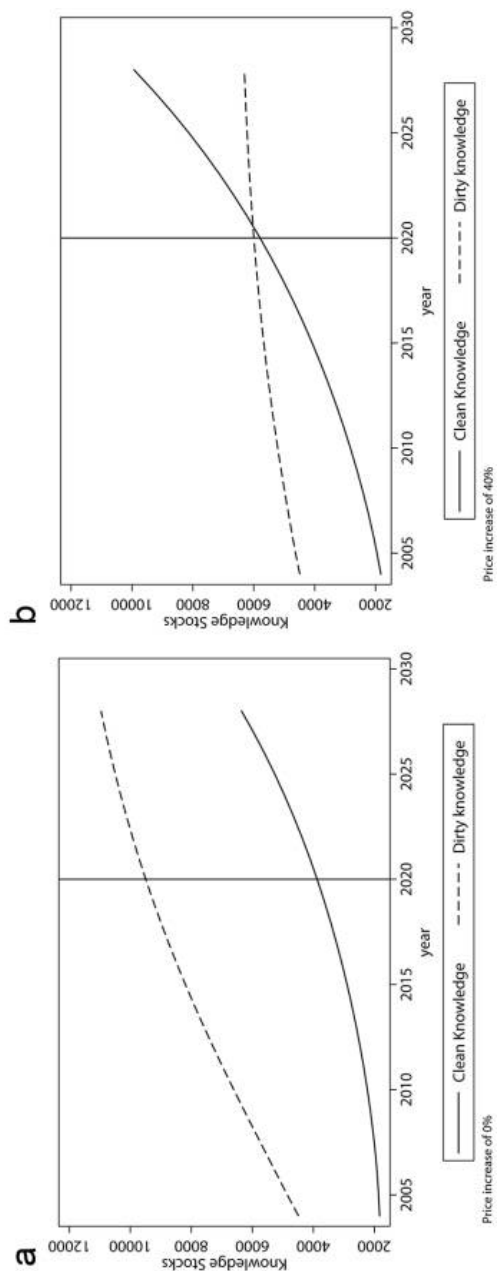 a
Knowledge Stocks
12000
10000
8000
6000
4000
2000
2005
2010
2015
2020
2025
2030
year
Clean Knowledge
Dirty knowledge
Price increase of 0%
b
Knowledge Stocks
12000
10000
8000
6000
4000
2000
2005
2010
2015
2020
2025
2030
year
Clean Knowledge
Dirty knowledge
Price increase of 40%